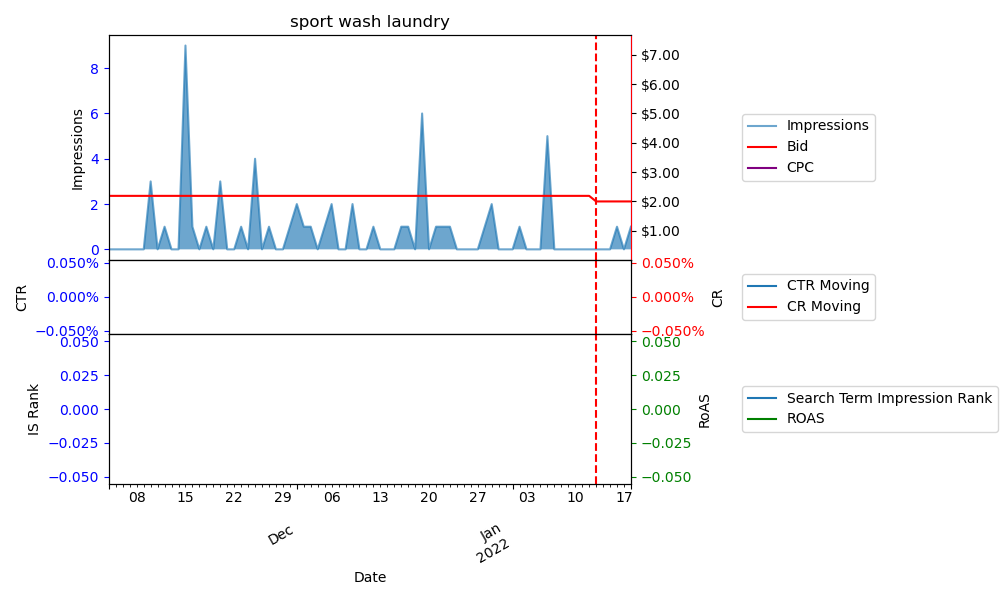 sport wash laundry
Impressions
8
6
4
2
0
$7.00
$6.00
$5.00
$4.00
$3.00
$2.00
$1.00
Impressions
Bid
CPC
CTR
0.050%
0.000%
−0.050%
0.050%
0.000%
−0.050%
CR
CTR Moving
CR Moving
IS Rank
0.050
0.025
0.000
−0.025
−0.050
0.050
0.025
0.000
−0.025
−0.050
RoAS
Search Term Impression Rank
ROAS
08 15 22 29 06 13 20 27 03 10 17
Dec
Jan
2022
Date